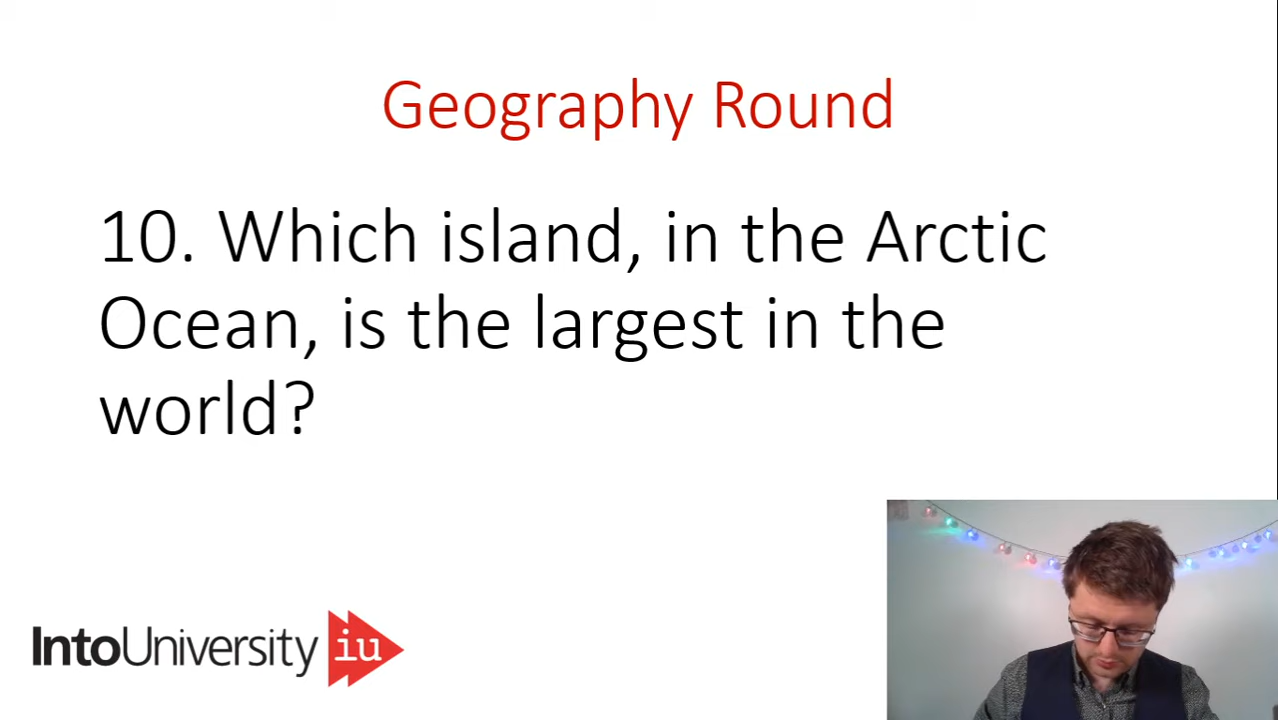 Geography Round
10. Which island, in the Arctic
Ocean, is the largest in the
world?
IntoUniversity iu